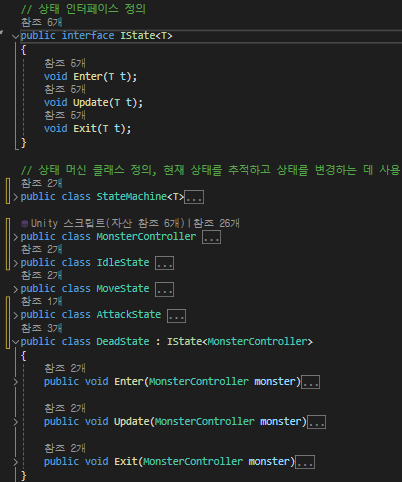 // 상태 인터페이스 정의
참조 6개
public interface IState<T>
{
참조 5개
void Enter(T t);
참조 5개
void Update(T t);
참조 5개
void Exit(T t);
}
// 상태 머신 클래스 정의, 현재 상태를 추적하고 상태를 변경하는 데 사용
참조 2개
public class StateMachine<T>...
Unity 스크립트(자산 참조 6개)|참조 26개
public class MonsterController ...
참조 2개
public class IdleState ...
참조 2개
public class MoveState ...
참조 1개
public class AttackState ...
참조 3개
public class DeadState : IState<MonsterController>
{
참조 2개
public void Enter(MonsterController monster)...
참조 2개
public void Update(MonsterController monster)...
참조 2개
public void Exit(MonsterController monster)...
}